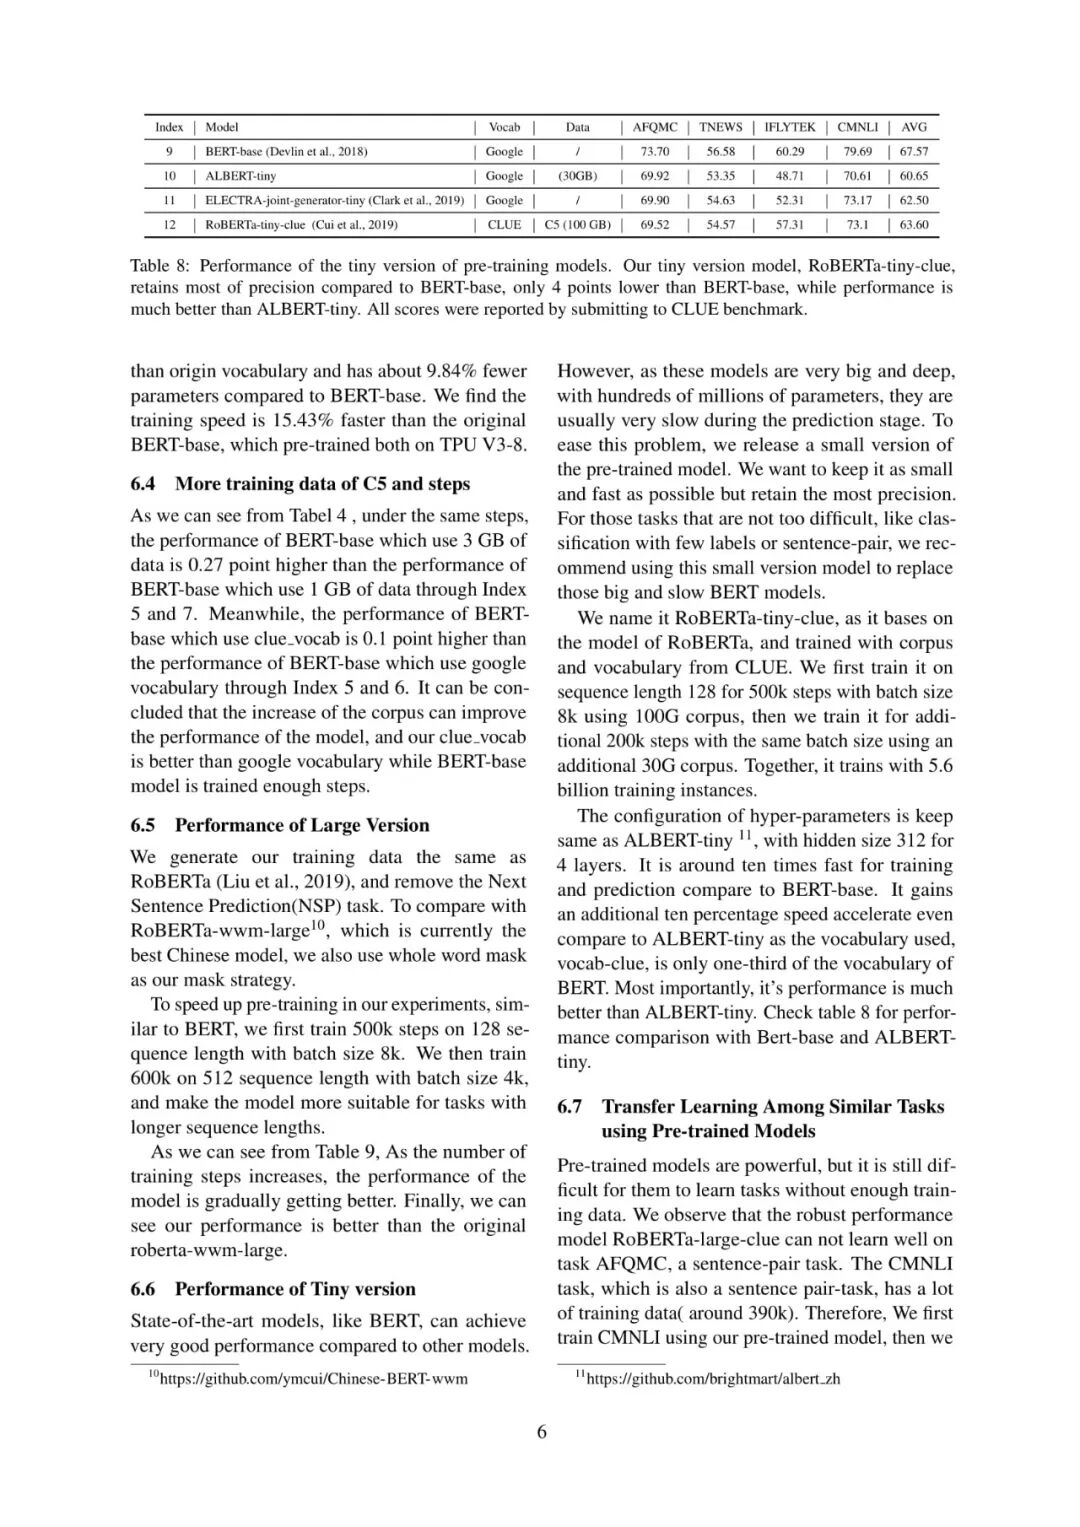 Index | Model | Vocab | Data | AFQMC | TNEWS | IFLYTEK | CMNLI | AVG
9 | BERT-base (Devlin et al., 2018) | Google | / | 73.70 | 56.58 | 60.29 | 79.69 | 67.57
10 | ALBERT-tiny | Google | (30GB) | 69.92 | 53.35 | 48.71 | 70.61 | 60.65
11 | ELECTRA-joint-generator-tiny (Clark et al., 2019) | Google | / | 69.90 | 54.63 | 52.31 | 73.17 | 62.50
12 | RoBERTa-tiny-clue (Cui et al., 2019) | CLUE | C5 (100 GB) | 69.52 | 54.57 | 57.31 | 73.1 | 63.60
Table 8: Performance of the tiny version of pre-training models. Our tiny version model, RoBERTa-tiny-clue,
retains most of precision compared to BERT-base, only 4 points lower than BERT-base, while performance is
much better than ALBERT-tiny. All scores were reported by submitting to CLUE benchmark.
than origin vocabulary and has about 9.84% fewer
parameters compared to BERT-base. We find the
training speed is 15.43% faster than the original
BERT-base, which pre-trained both on TPU V3-8.
6.4 More training data of C5 and steps
As we can see from Tabel 4 , under the same steps,
the performance of BERT-base which use 3 GB of
data is 0.27 point higher than the performance of
BERT-base which use 1 GB of data through Index
5 and 7. Meanwhile, the performance of BERT-
base which use clue_vocab is 0.1 point higher than
the performance of BERT-base which use google
vocabulary through Index 5 and 6. It can be con-
cluded that the increase of the corpus can improve
the performance of the model, and our clue_vocab
is better than google vocabulary while BERT-base
model is trained enough steps.
6.5 Performance of Large Version
We generate our training data the same as
RoBERTa (Liu et al., 2019), and remove the Next
Sentence Prediction(NSP) task. To compare with
RoBERTa-wwm-large10, which is currently the
best Chinese model, we also use whole word mask
as our mask strategy.
To speed up pre-training in our experiments, sim-
ilar to BERT, we first train 500k steps on 128 se-
quence length with batch size 8k. We then train
600k on 512 sequence length with batch size 4k,
and make the model more suitable for tasks with
longer sequence lengths.
As we can see from Table 9, As the number of
training steps increases, the performance of the
model is gradually getting better. Finally, we can
see our performance is better than the original
roberta-wwm-large.
6.6 Performance of Tiny version
State-of-the-art models, like BERT, can achieve
very good performance compared to other models.
10https://github.com/ymcui/Chinese-BERT-wwm
However, as these models are very big and deep,
with hundreds of millions of parameters, they are
usually very slow during the prediction stage. To
ease this problem, we release a small version of
the pre-trained model. We want to keep it as small
and fast as possible but retain the most precision.
For those tasks that are not too difficult, like clas-
sification with few labels or sentence-pair, we rec-
ommend using this small version model to replace
those big and slow BERT models.
We name it RoBERTa-tiny-clue, as it bases on
the model of RoBERTa, and trained with corpus
and vocabulary from CLUE. We first train it on
sequence length 128 for 500k steps with batch size
8k using 100G corpus, then we train it for addi-
tional 200k steps with the same batch size using an
additional 30G corpus. Together, it trains with 5.6
billion training instances.
The configuration of hyper-parameters is keep
same as ALBERT-tiny 11, with hidden size 312 for
4 layers. It is around ten times fast for training
and prediction compare to BERT-base. It gains
an additional ten percentage speed accelerate even
compare to ALBERT-tiny as the vocabulary used,
vocab-clue, is only one-third of the vocabulary of
BERT. Most importantly, it's performance is much
better than ALBERT-tiny. Check table 8 for perfor-
mance comparison with Bert-base and ALBERT-
tiny.
6.7 Transfer Learning Among Similar Tasks
using Pre-trained Models
Pre-trained models are powerful, but it is still dif-
ficult for them to learn tasks without enough train-
ing data. We observe that the robust performance
model RoBERTa-large-clue can not learn well on
task AFQMC, a sentence-pair task. The CMNLI
task, which is also a sentence pair-task, has a lot
of training data( around 390k). Therefore, We first
train CMNLI using our pre-trained model, then we
11https://github.com/brightmart/albert_zh
6